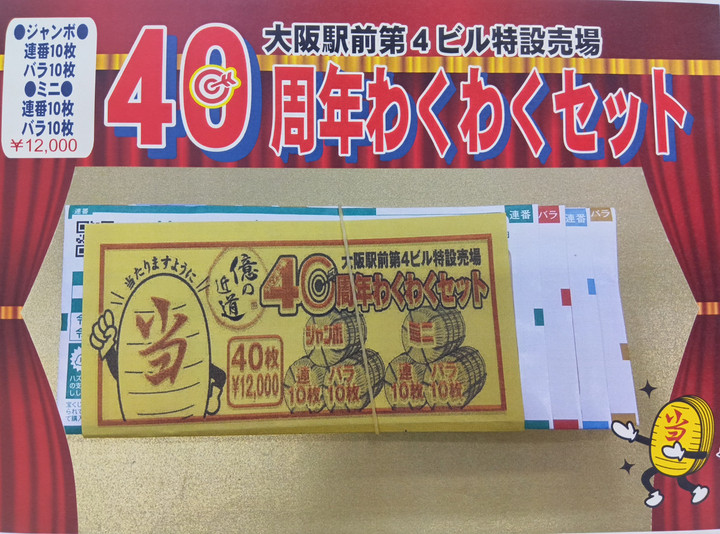 ●ジャンボ●
連番10枚
バラ10枚
●ミニ●
連番10枚
バラ10枚
￥12,000
大阪駅前第4ビル特設売場
40周年わくわくセット
連番
連番
バラ
連番
バラ
当たりますように
当
億の
近道
大阪駅前第4ビル特設売場
40周年わくわくセット
ジャンボ
ミニ
40枚
￥12,000
連
10枚
バラ
10枚
連
10枚
バラ
10枚
当